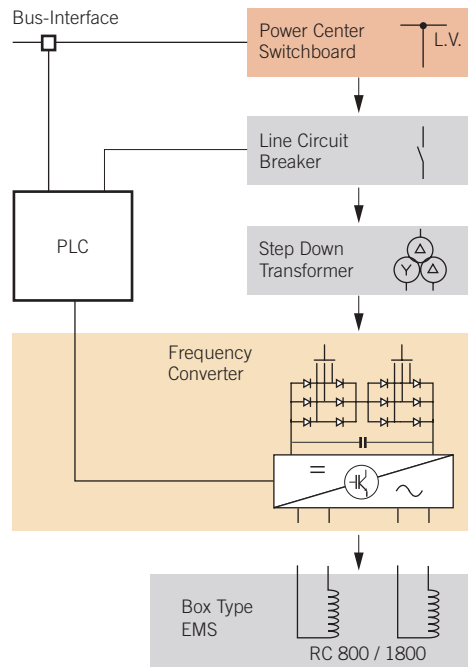 Bus-Interface
Power Center
Switchboard
L.V.
Line Circuit
Breaker
PLC
Step Down
Transformer
Δ
Y Δ
Frequency
Converter
Box Type
EMS
RC 800 / 1800